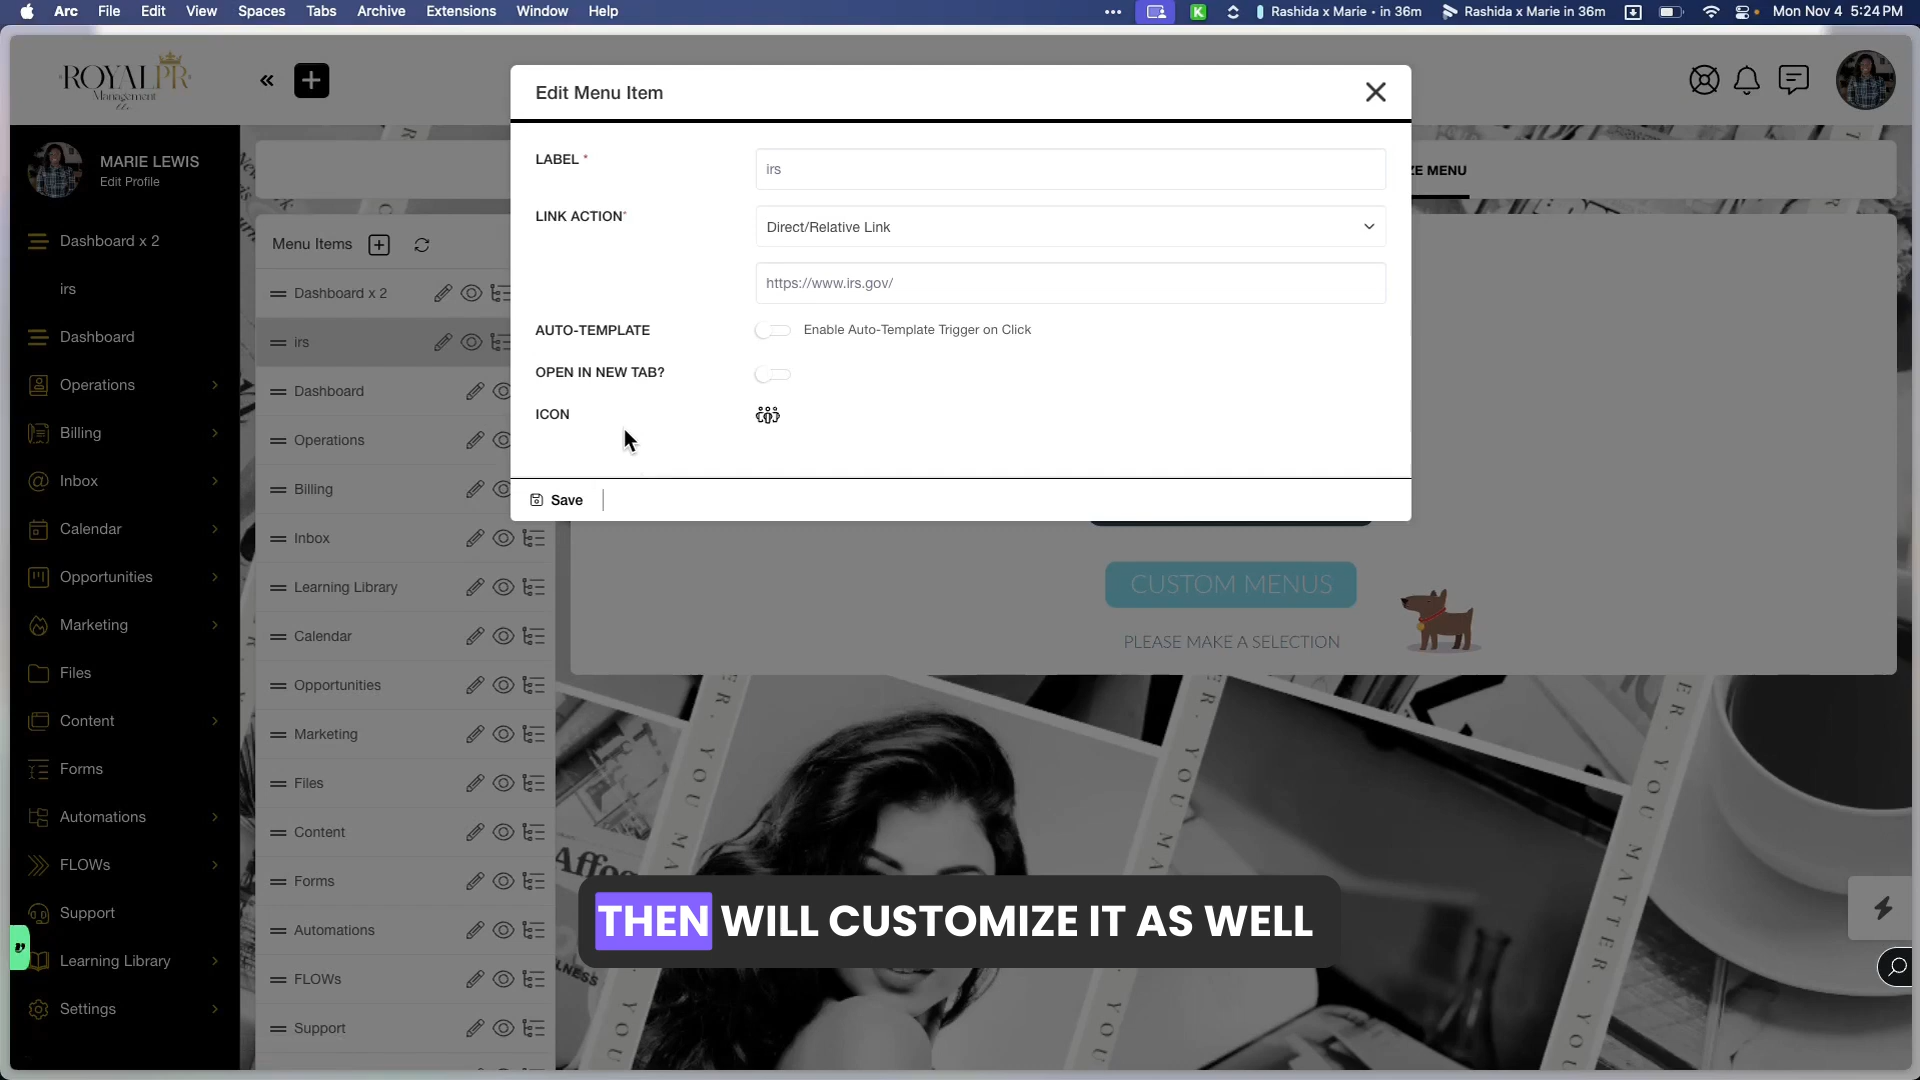 Arc File Edit View Spaces Tabs Archive Extensions Window Help
Rashida x Marie • in 36m
Rashida x Marie in 36m
Mon Nov 4 5:24 PM
ROYAL PR
Management
llc
MARIE LEWIS
Edit Profile
Dashboard x 2
irs
Dashboard
Operations
Billing
Inbox
Calendar
Opportunities
Marketing
Files
Content
Forms
Automations
FLOWs
Support
Learning Library
Settings
Menu Items
Dashboard x 2
irs
Dashboard
Operations
Billing
Inbox
Learning Library
Calendar
Opportunities
Marketing
Files
Content
Forms
Automations
FLOWs
Support
ZE MENU
Edit Menu Item
LABEL *
irs
LINK ACTION*
Direct/Relative Link
https://www.irs.gov/
AUTO-TEMPLATE
Enable Auto-Template Trigger on Click
OPEN IN NEW TAB?
ICON
Save
CUSTOM MENUS
PLEASE MAKE A SELECTION
YOU MATTER.
THEN WILL CUSTOMIZE IT AS WELL